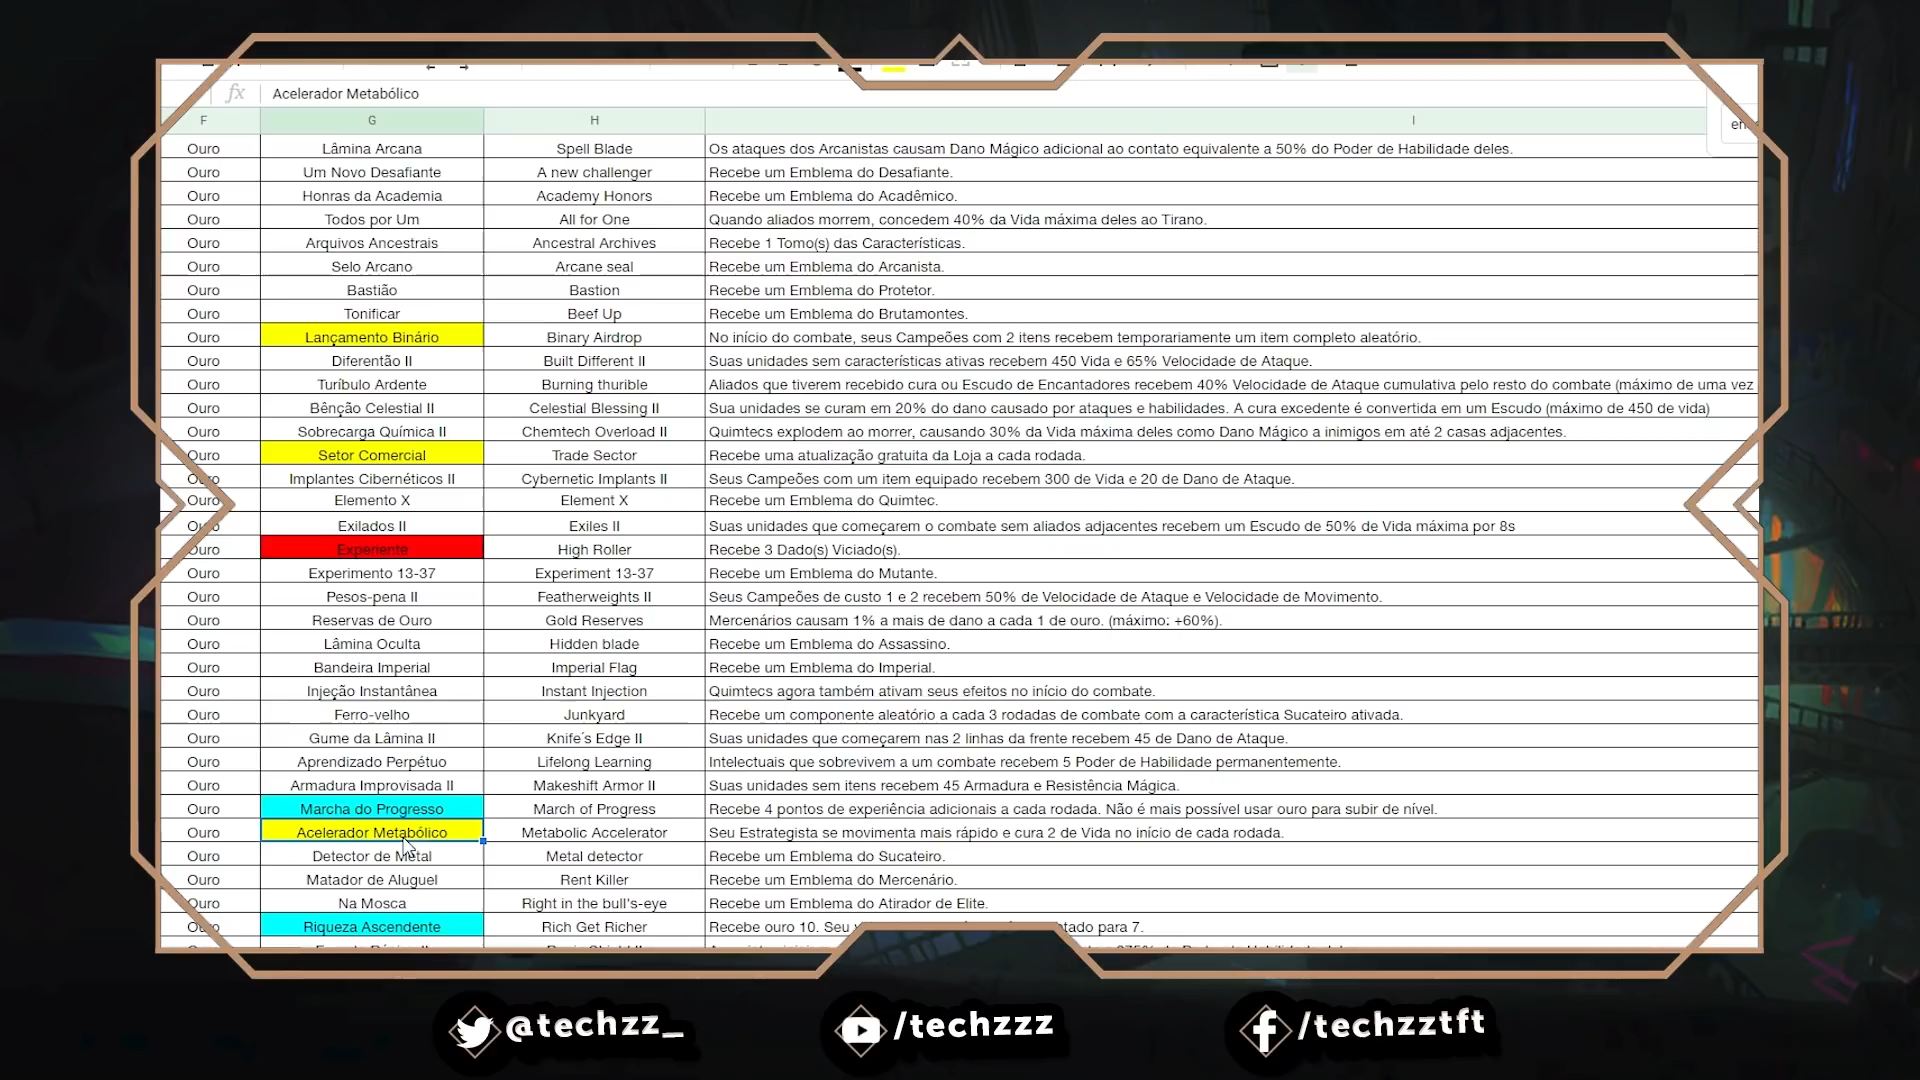 fx Acelerador Metabólico
F G H I
Ouro Lâmina Arcana Spell Blade Os ataques dos Arcanistas causam Dano Mágico adicional ao contato equivalente a 50% do Poder de Habilidade deles.
Ouro Um Novo Desafiante A new challenger Recebe um Emblema do Desafiante.
Ouro Honras da Academia Academy Honors Recebe um Emblema do Acadêmico.
Ouro Todos por Um All for One Quando aliados morrem, concedem 40% da Vida máxima deles ao Tirano.
Ouro Arquivos Ancestrais Ancestral Archives Recebe 1 Tomo(s) das Características.
Ouro Selo Arcano Arcane seal Recebe um Emblema do Arcanista.
Ouro Bastião Bastion Recebe um Emblema do Protetor.
Ouro Tonificar Beef Up Recebe um Emblema do Brutamontes.
Ouro Lançamento Binário Binary Airdrop No início do combate, seus Campeões com 2 itens recebem temporariamente um item completo aleatório.
Ouro Diferentão II Built Different II Suas unidades sem características ativas recebem 450 Vida e 65% Velocidade de Ataque.
Ouro Turíbulo Ardente Burning thurible Aliados que tiverem recebido cura ou Escudo de Encantadores recebem 40% Velocidade de Ataque cumulativa pelo resto do combate (máximo de uma vez
Ouro Bênção Celestial II Celestial Blessing II Sua unidades se curam em 20% do dano causado por ataques e habilidades. A cura excedente é convertida em um Escudo (máximo de 450 de vida)
Ouro Sobrecarga Química II Chemtech Overload II Quimtecs explodem ao morrer, causando 30% da Vida máxima deles como Dano Mágico a inimigos em até 2 casas adjacentes.
Ouro Setor Comercial Trade Sector Recebe uma atualização gratuita da Loja a cada rodada.
Ouro Implantes Cibernéticos II Cybernetic Implants II Seus Campeões com um item equipado recebem 300 de Vida e 20 de Dano de Ataque.
Ouro Elemento X Element X Recebe um Emblema do Quimtec.
Ouro Exilados II Exiles II Suas unidades que começarem o combate sem aliados adjacentes recebem um Escudo de 50% de Vida máxima por 8s
Ouro Experiente High Roller Recebe 3 Dado(s) Viciado(s).
Ouro Experimento 13-37 Experiment 13-37 Recebe um Emblema do Mutante.
Ouro Pesos-pena II Featherweights II Seus Campeões de custo 1 e 2 recebem 50% de Velocidade de Ataque e Velocidade de Movimento.
Ouro Reservas de Ouro Gold Reserves Mercenários causam 1% a mais de dano a cada 1 de ouro. (máximo: +60%).
Ouro Lâmina Oculta Hidden blade Recebe um Emblema do Assassino.
Ouro Bandeira Imperial Imperial Flag Recebe um Emblema do Imperial.
Ouro Injeção Instantânea Instant Injection Quimtecs agora também ativam seus efeitos no início do combate.
Ouro Ferro-velho Junkyard Recebe um componente aleatório a cada 3 rodadas de combate com a característica Sucateiro ativada.
Ouro Gume da Lâmina II Knife´s Edge II Suas unidades que começarem nas 2 linhas da frente recebem 45 de Dano de Ataque.
Ouro Aprendizado Perpétuo Lifelong Learning Intelectuais que sobrevivem a um combate recebem 5 Poder de Habilidade permanentemente.
Ouro Armadura Improvisada II Makeshift Armor II Suas unidades sem itens recebem 45 Armadura e Resistência Mágica.
Ouro Marcha do Progresso March of Progress Recebe 4 pontos de experiência adicionais a cada rodada. Não é mais possível usar ouro para subir de nível.
Ouro Acelerador Metabólico Metabolic Accelerator Seu Estrategista se movimenta mais rápido e cura 2 de Vida no início de cada rodada.
Ouro Detector de Metal Metal detector Recebe um Emblema do Sucateiro.
Ouro Matador de Aluguel Rent Killer Recebe um Emblema do Mercenário.
Ouro Na Mosca Right in the bull's-eye Recebe um Emblema do Atirador de Elite.
Ouro Riqueza Ascendente Rich Get Richer Recebe ouro 10. Seu para 7.
@techzz_ /techzzz /techzztft